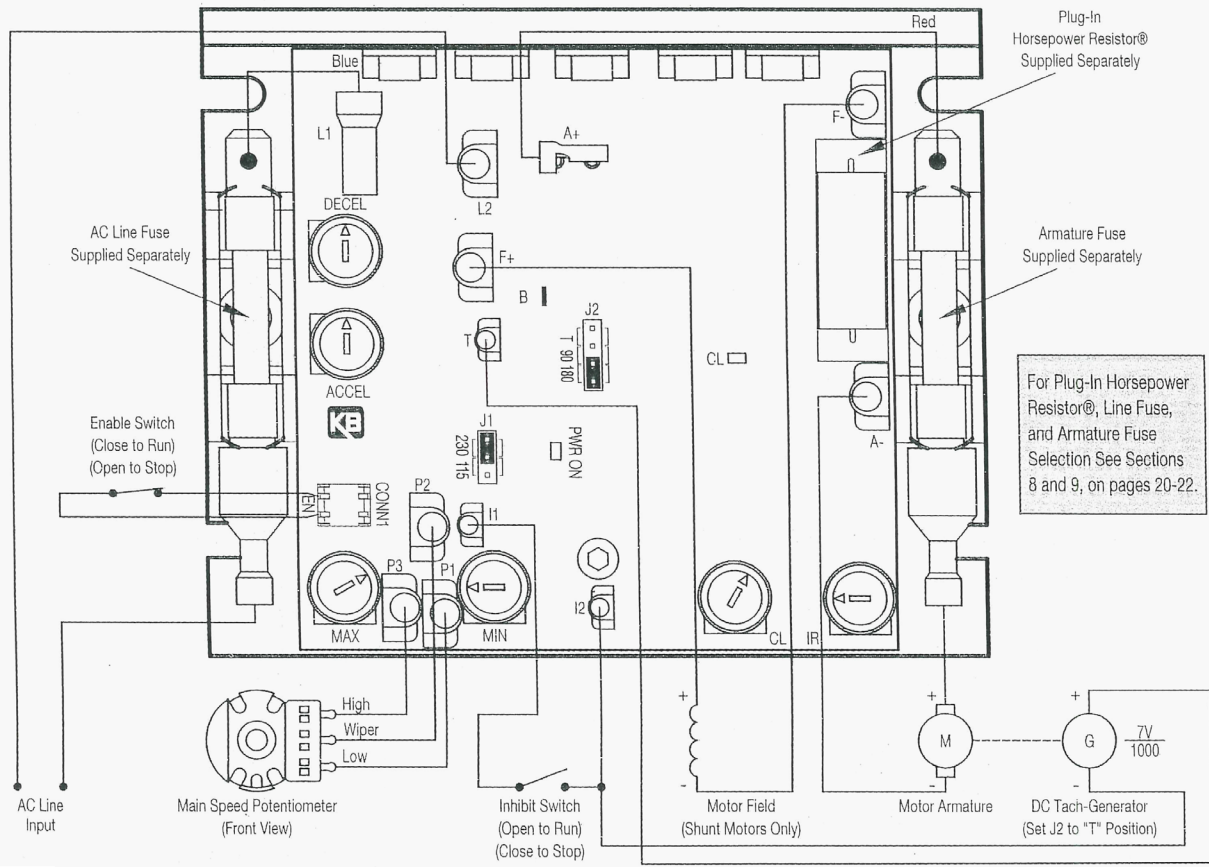 Plug-In
Horsepower Resistor®
Supplied Separately
Red
Blue
L1
A+
F-
L2
DECEL
AC Line Fuse
Supplied Separately
Armature Fuse
Supplied Separately
F+
B
J2
T
T 90 180
CL
ACCEL
KB
For Plug-In Horsepower
Resistor®, Line Fuse,
and Armature Fuse
Selection See Sections
8 and 9, on pages 20-22.
Enable Switch
(Close to Run)
(Open to Stop)
J1
230 115
PWR ON
A-
EN
CONN1
P2
I1
P3
P1
I2
MAX
MIN
CL
IR
High
Wiper
Low
+
-
+
M
-
+
G
-
7V
1000
AC Line
Input
Main Speed Potentiometer
(Front View)
Inhibit Switch
(Open to Run)
(Close to Stop)
Motor Field
(Shunt Motors Only)
Motor Armature
DC Tach-Generator
(Set J2 to "T" Position)